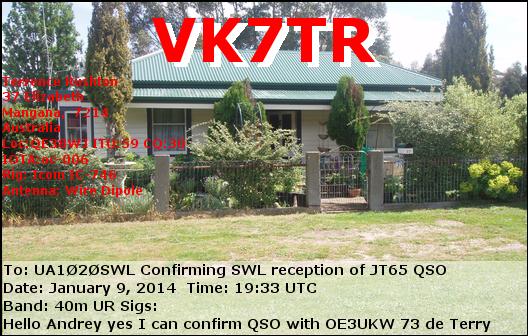 VK7TR
Terrence Rushton
37 Elizabeth
Mangana, 7214
Australia
Loc:QE38WJ ITU:59 CQ:30
IOTA:oc-006
Rig: Icom IC-746
Antenna: Wire Dipole
To: UA1Ø2ØSWL Confirming SWL reception of JT65 QSO
Date: January 9, 2014 Time: 19:33 UTC
Band: 40m UR Sigs:
Hello Andrey yes I can confirm QSO with OE3UKW 73 de Terry